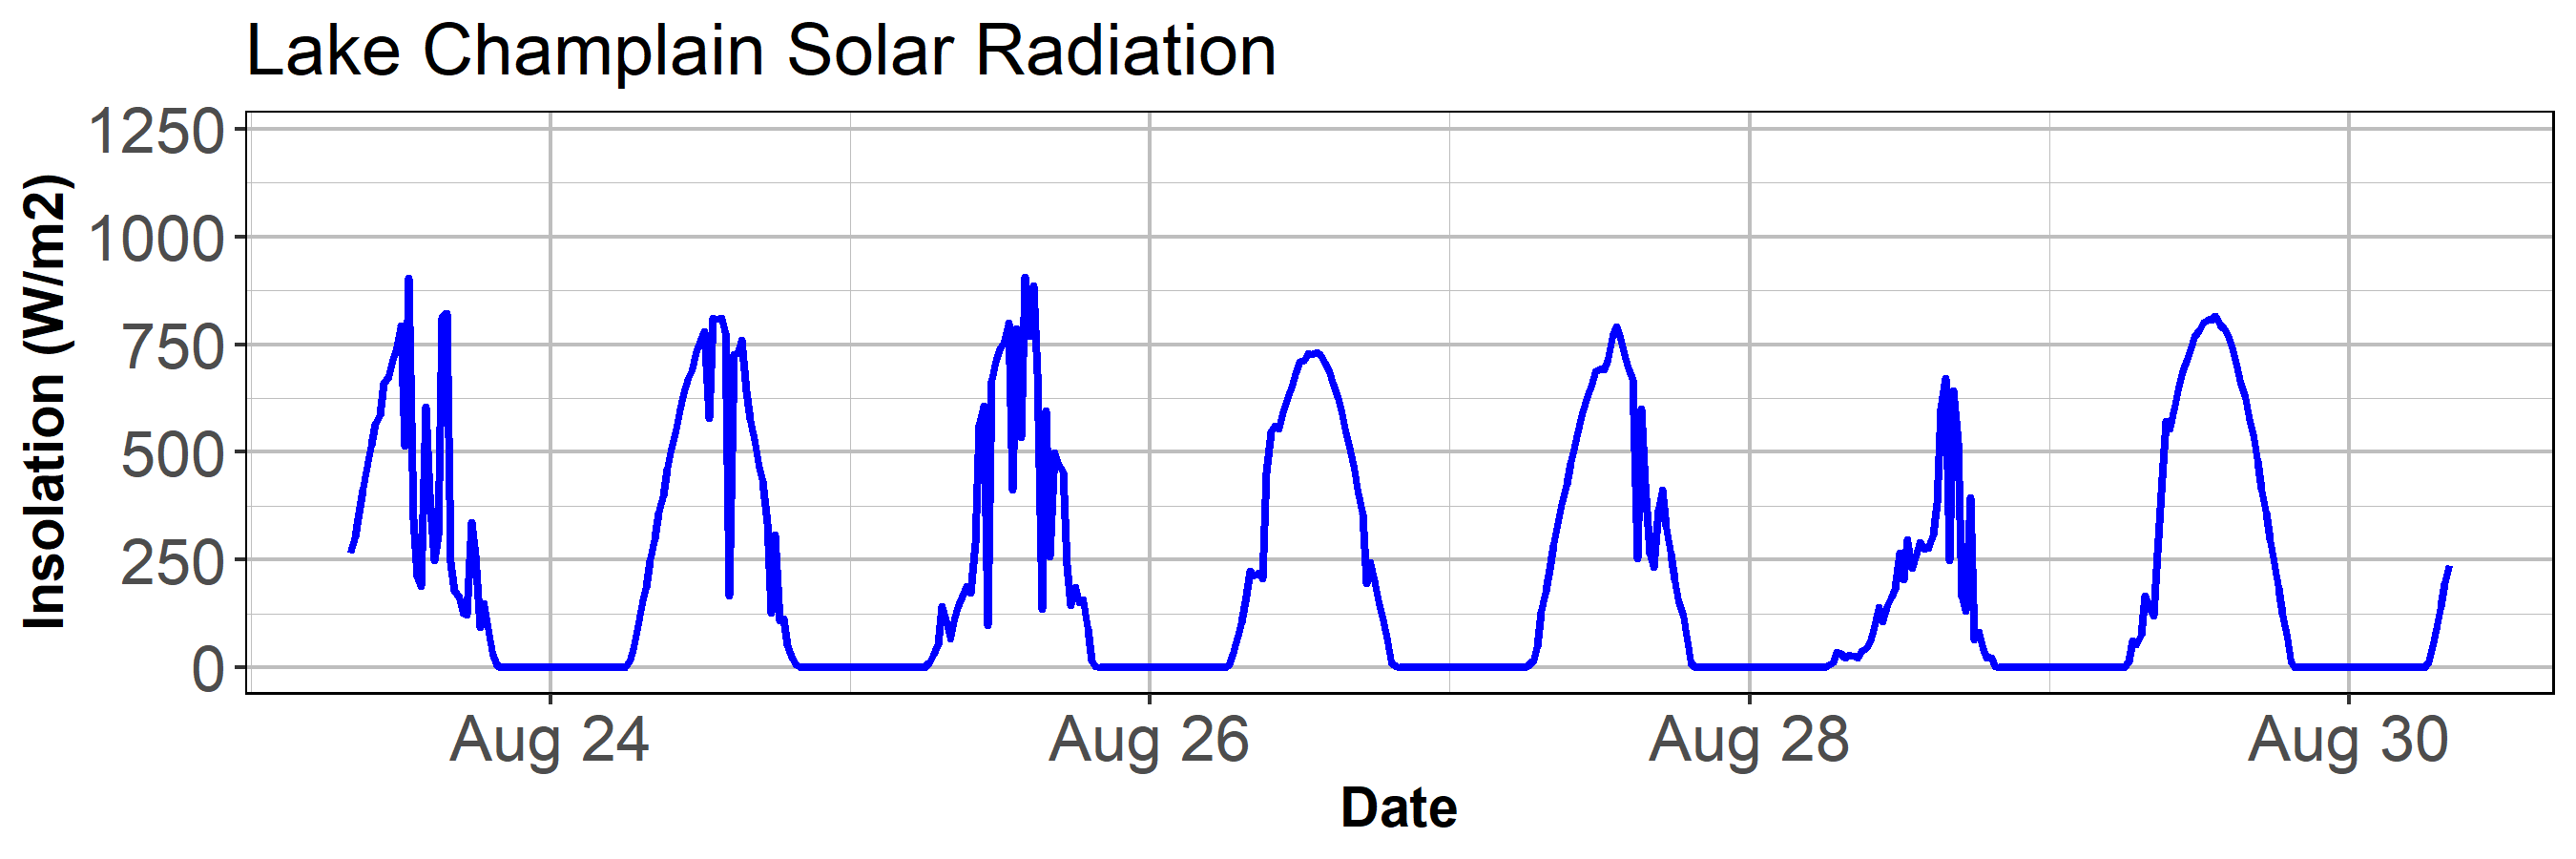 Lake Champlain Solar Radiation
1250
1000
750
500
250
0
Insolation (W/m2)
Aug 24
Aug 26
Aug 28
Aug 30
Date